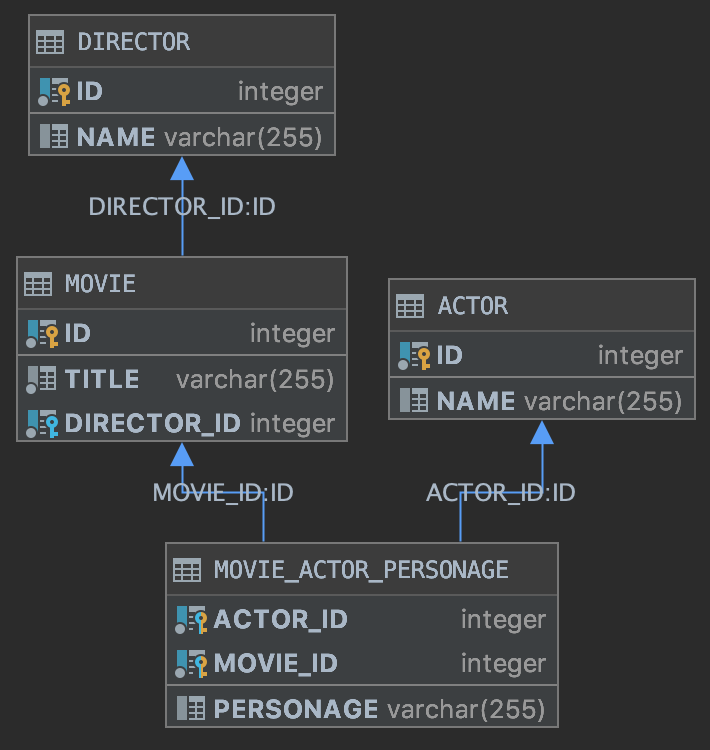 DIRECTOR
ID integer
NAME varchar(255)
DIRECTOR_ID:ID
MOVIE
ID integer
TITLE varchar(255)
DIRECTOR_ID integer
ACTOR
ID integer
NAME varchar(255)
MOVIE_ID:ID
ACTOR_ID:ID
MOVIE_ACTOR_PERSONAGE
ACTOR_ID integer
MOVIE_ID integer
PERSONAGE varchar(255)